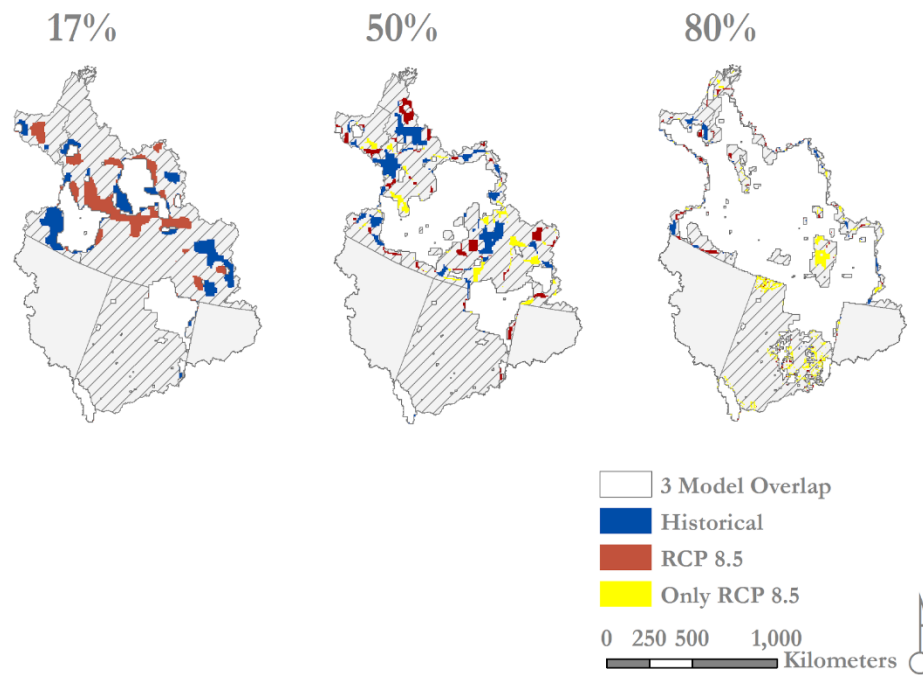 17%
50%
80%
3 Model Overlap
Historical
RCP 8.5
Only RCP 8.5
0 250 500 1,000
Kilometers